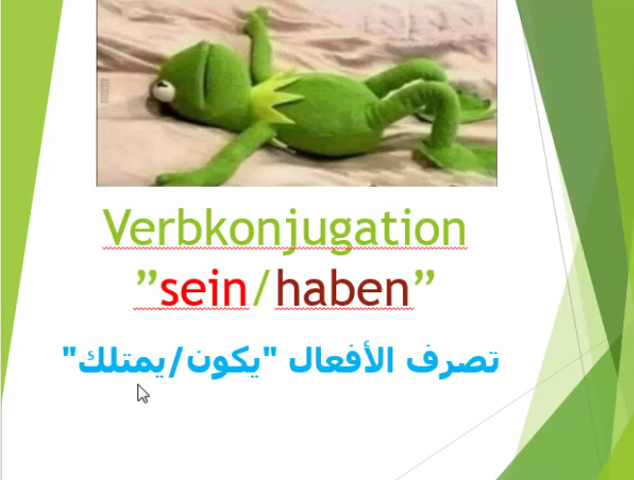 Verbkonjugation
”sein/haben”
تصرف الأفعال "يكون/يمتلك"